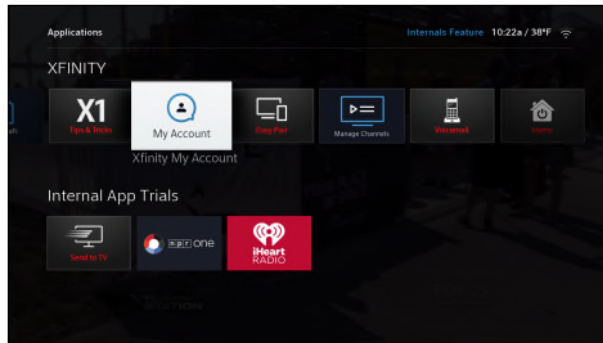 Applications
Internals Feature 10:22a / 38°F
XFINITY
X1
Tips & Tricks
My Account
Easy Pair
Manage Channels
Voicemail
Xfinity My Account
Internal App Trials
Send to TV
npr one
iHeart
RADIO